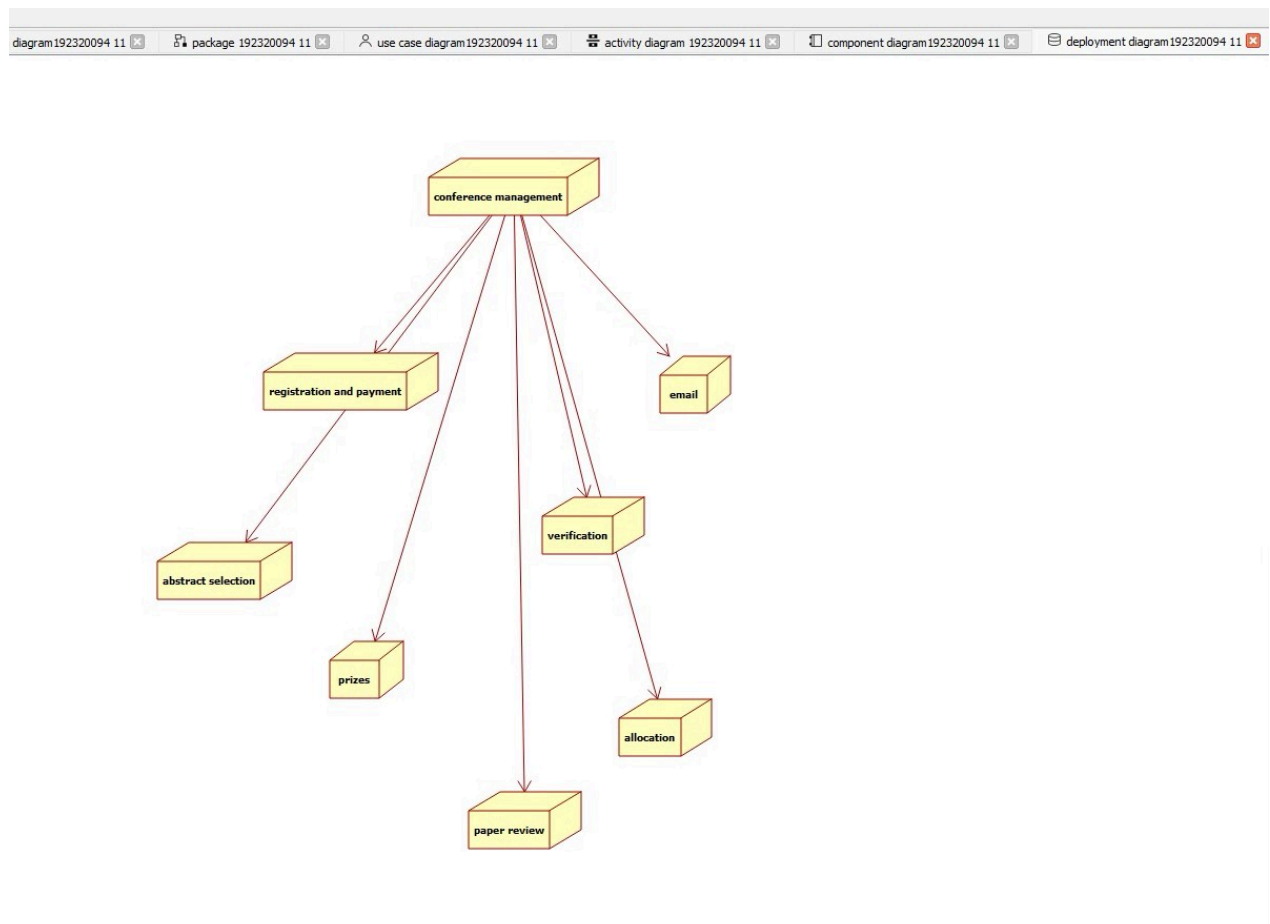 diagram192320094 11
package 192320094 11
use case diagram192320094 11
activity diagram 192320094 11
component diagram192320094 11
deployment diagram192320094 11
conference management
registration and payment
email
verification
abstract selection
prizes
allocation
paper review